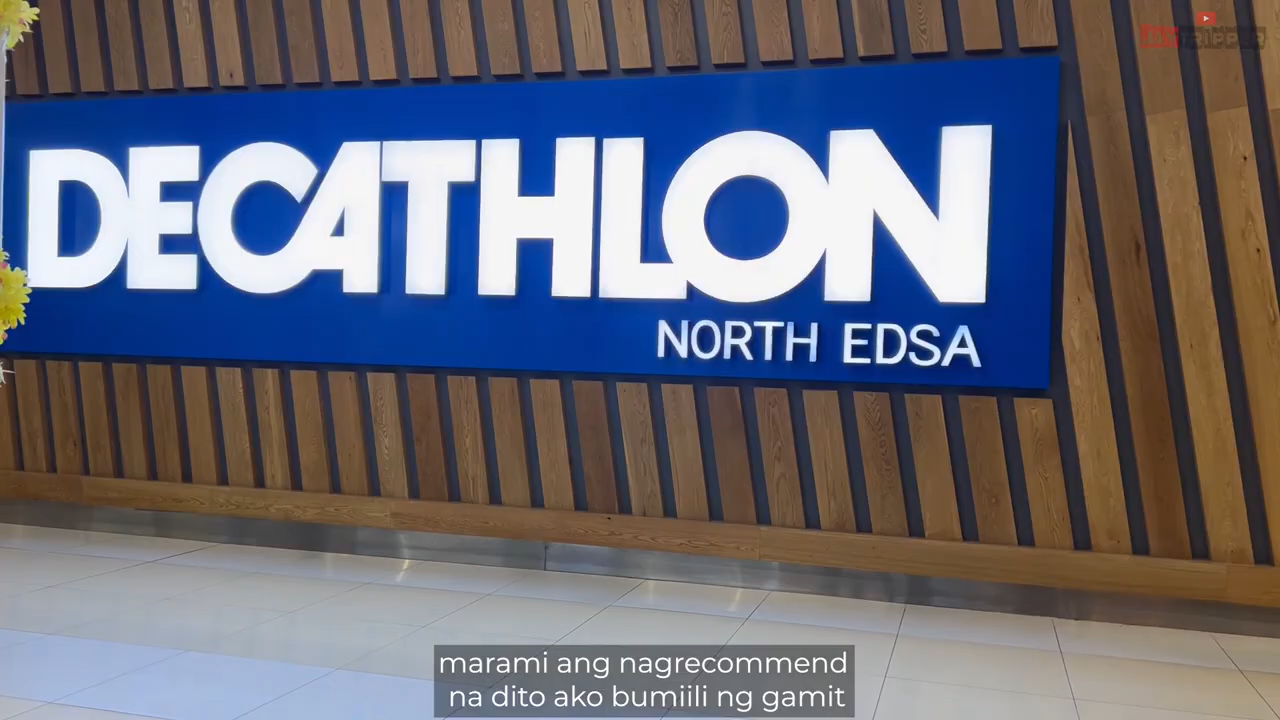 DECATHLON
NORTH EDSA
marami ang nagrecommend
na dito ako bumiili ng gamit